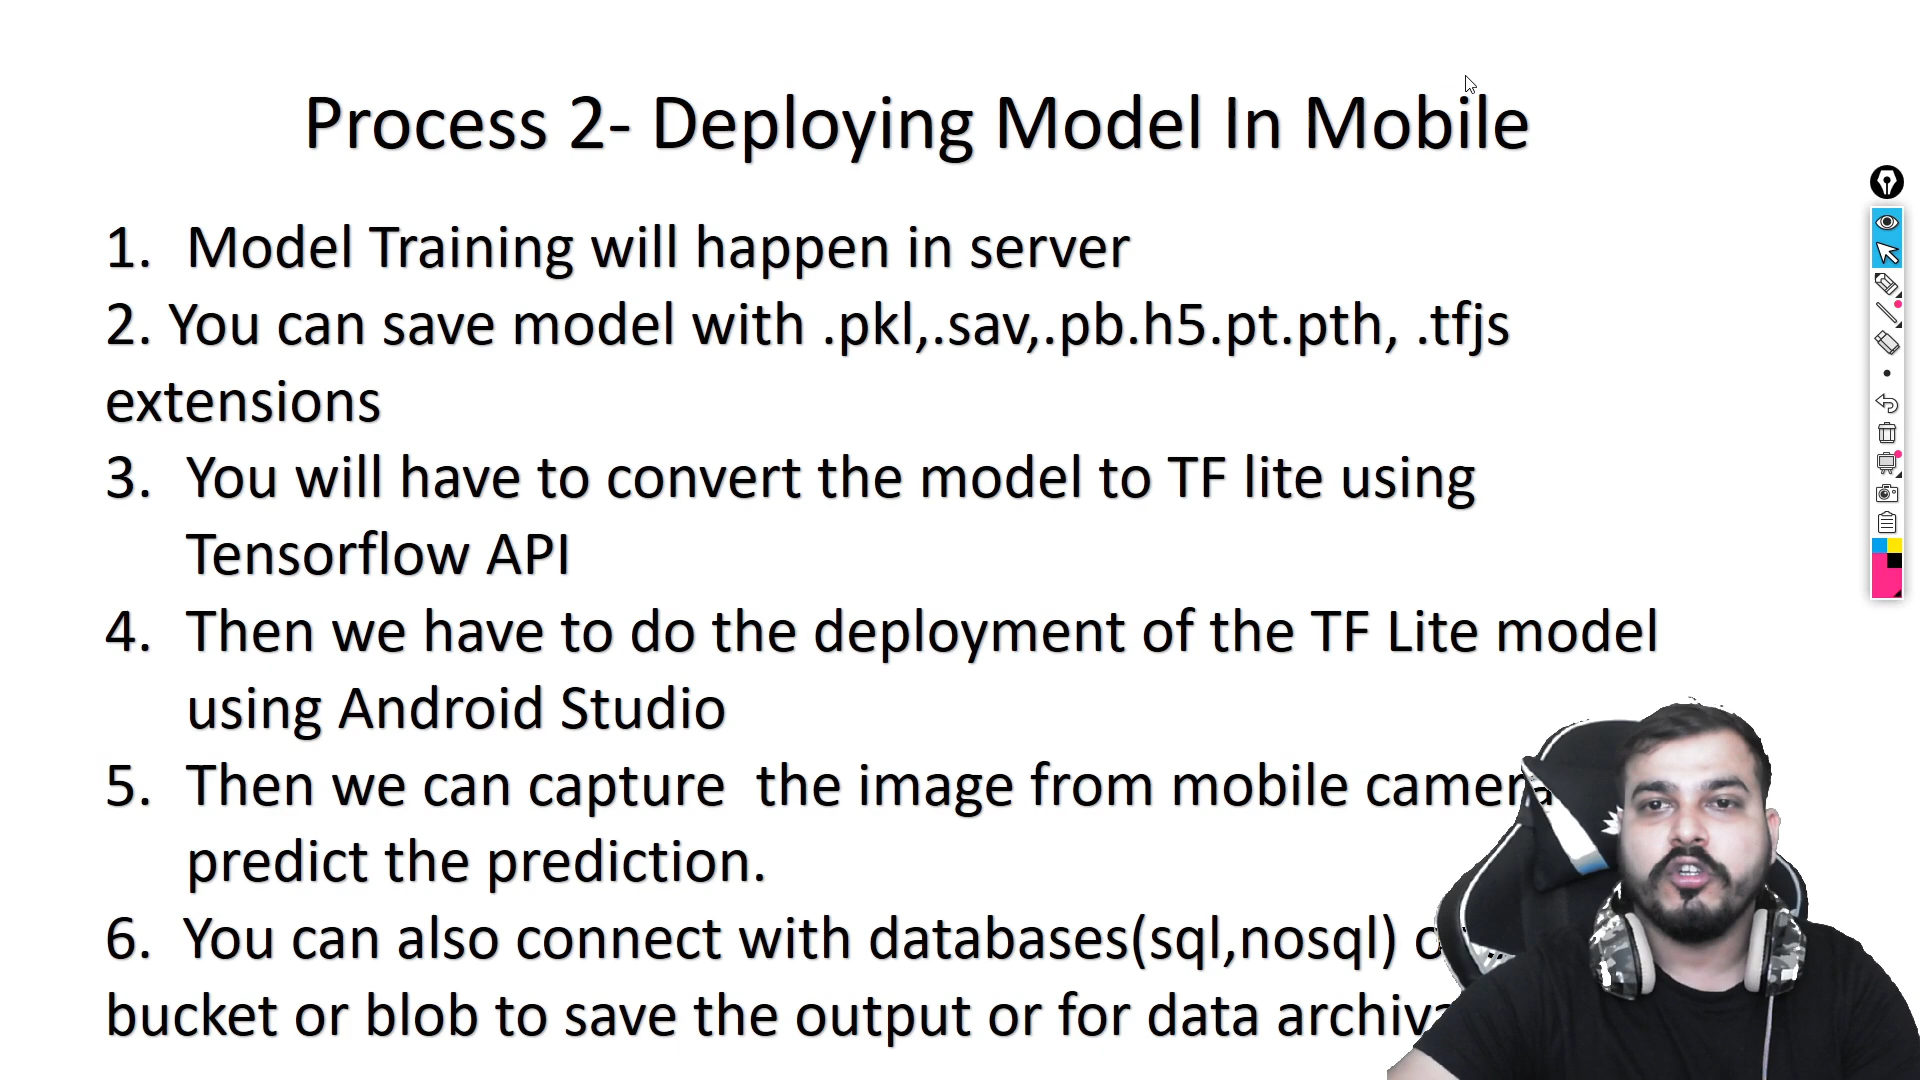 Process 2- Deploying Model In Mobile
1. Model Training will happen in server
2. You can save model with .pkl,.sav,.pb.h5.pt.pth, .tfjs
extensions
3. You will have to convert the model to TF lite using
Tensorflow API
4. Then we have to do the deployment of the TF Lite model
using Android Studio
5. Then we can capture the image from mobile camera
predict the prediction.
6. You can also connect with databases(sql,nosql)
bucket or blob to save the output or for data